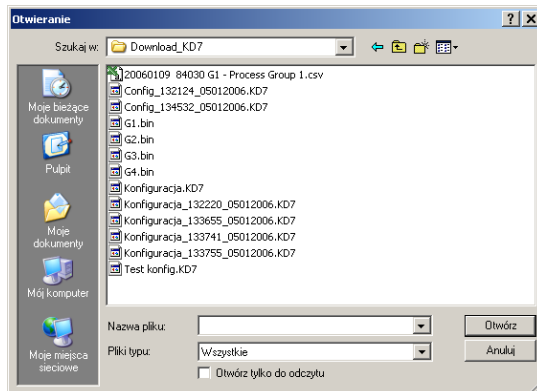 Otwieranie
Szukaj w:
Download_KD7
Moje bieżące
dokumenty
Pulpit
Moje
dokumenty
Mój komputer
Moje miejsca
sieciowe
20060109 84030 G1 - Process Group 1.csv
Config_132124_05012006.KD7
Config_134532_05012006.KD7
G1.bin
G2.bin
G3.bin
G4.bin
Konfiguracja.KD7
Konfiguracja_132220_05012006.KD7
Konfiguracja_133655_05012006.KD7
Konfiguracja_133741_05012006.KD7
Konfiguracja_133755_05012006.KD7
Test konfig.KD7
Nazwa pliku:
Otwórz
Pliki typu:
Wszystkie
Anuluj
Otwórz tylko do odczytu